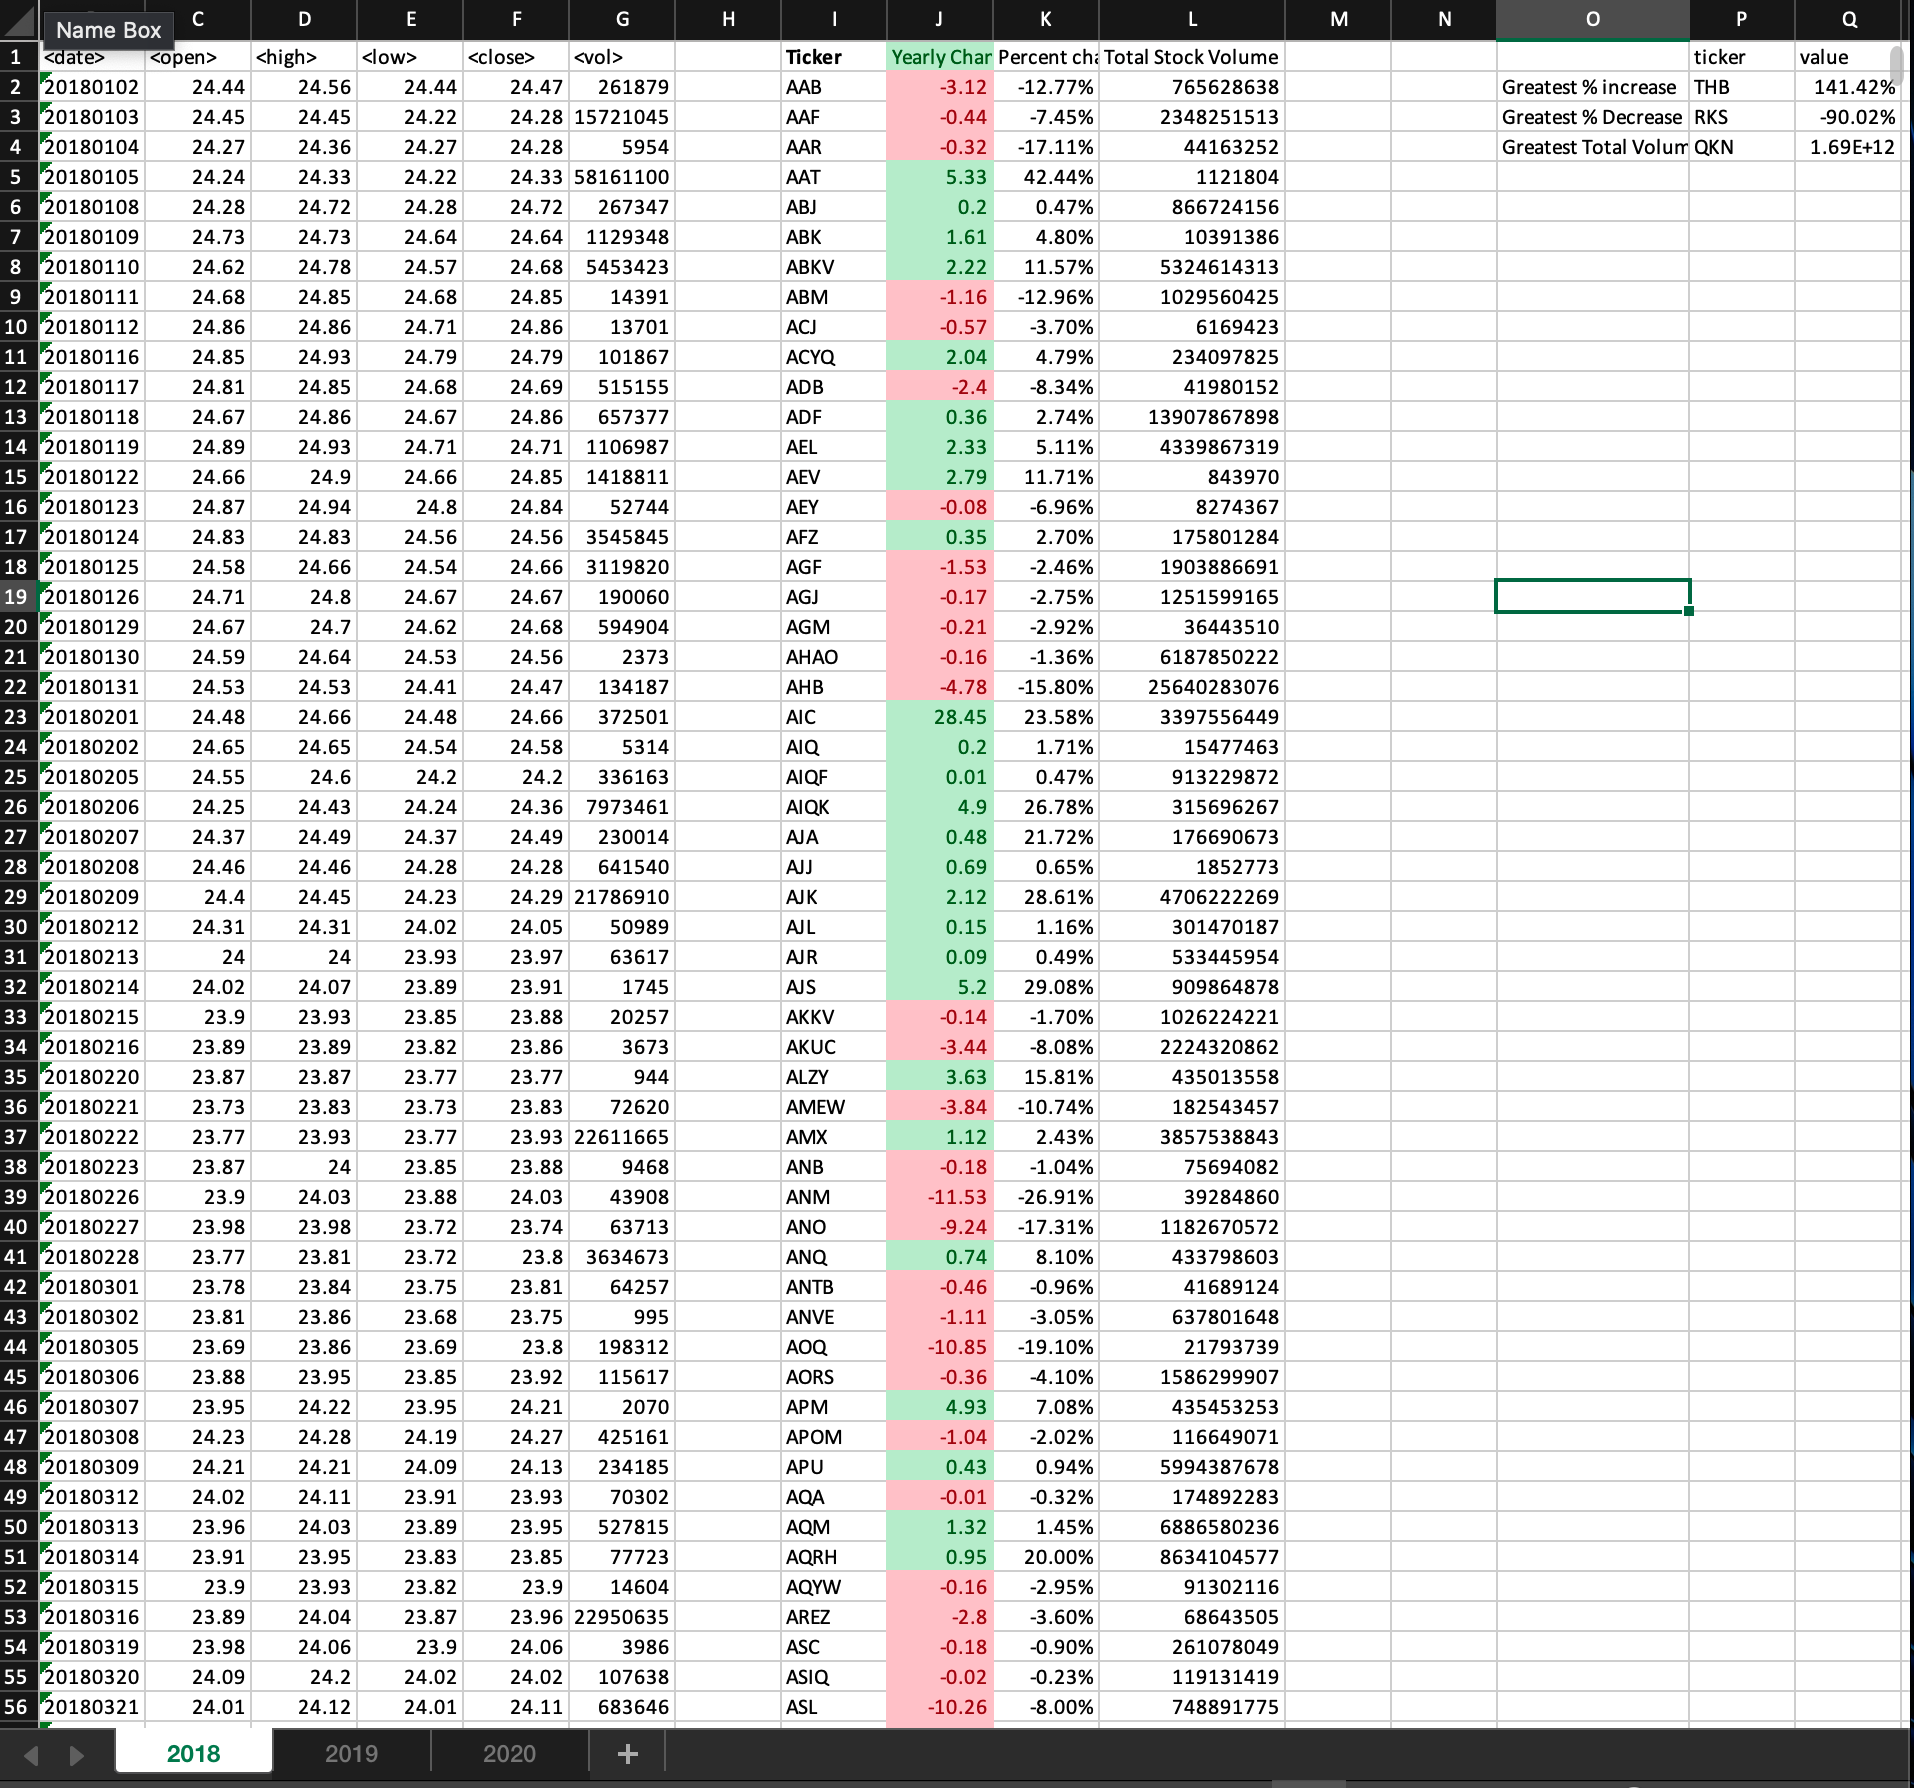 C D E F G H I J K L M N O P Q
Name Box
1 <date> <open> <high> <low> <close> <vol> Ticker Yearly Chan Percent cha Total Stock Volume ticker value
2 20180102 24.44 24.56 24.44 24.47 261879 AAB -3.12 -12.77% 765628638 Greatest % increase THB 141.42%
3 20180103 24.45 24.45 24.22 24.28 15721045 AAF -0.44 -7.45% 2348251513 Greatest % Decrease RKS -90.02%
4 20180104 24.27 24.36 24.27 24.28 5954 AAR -0.32 -17.11% 44163252 Greatest Total Volum QKN 1.69E+12
5 20180105 24.24 24.33 24.22 24.33 58161100 AAT 5.33 42.44% 1121804
6 20180108 24.28 24.72 24.28 24.72 267347 ABJ 0.2 0.47% 866724156
7 20180109 24.73 24.73 24.64 24.64 1129348 ABK 1.61 4.80% 10391386
8 20180110 24.62 24.78 24.57 24.68 5453423 ABKV 2.22 11.57% 5324614313
9 20180111 24.68 24.85 24.68 24.85 14391 ABM -1.16 -12.96% 1029560425
10 20180112 24.86 24.86 24.71 24.86 13701 ACJ -0.57 -3.70% 6169423
11 20180116 24.85 24.93 24.79 24.79 101867 ACYQ 2.04 4.79% 234097825
12 20180117 24.81 24.85 24.68 24.69 515155 ADB -2.4 -8.34% 41980152
13 20180118 24.67 24.86 24.67 24.86 657377 ADF 0.36 2.74% 13907867898
14 20180119 24.89 24.93 24.71 24.71 1106987 AEL 2.33 5.11% 4339867319
15 20180122 24.66 24.9 24.66 24.85 1418811 AEV 2.79 11.71% 843970
16 20180123 24.87 24.94 24.8 24.84 52744 AEY -0.08 -6.96% 8274367
17 20180124 24.83 24.83 24.56 24.56 3545845 AFZ 0.35 2.70% 175801284
18 20180125 24.58 24.66 24.54 24.66 3119820 AGF -1.53 -2.46% 1903886691
19 20180126 24.71 24.8 24.67 24.67 190060 AGJ -0.17 -2.75% 1251599165
20 20180129 24.67 24.7 24.62 24.68 594904 AGM -0.21 -2.92% 36443510
21 20180130 24.59 24.64 24.53 24.56 2373 AHAO -0.16 -1.36% 6187850222
22 20180131 24.53 24.53 24.41 24.47 134187 AHB -4.78 -15.80% 25640283076
23 20180201 24.48 24.66 24.48 24.66 372501 AIC 28.45 23.58% 3397556449
24 20180202 24.65 24.65 24.54 24.58 5314 AIQ 0.2 1.71% 15477463
25 20180205 24.55 24.6 24.2 24.2 336163 AIQF 0.01 0.47% 913229872
26 20180206 24.25 24.43 24.24 24.36 7973461 AIQK 4.9 26.78% 315696267
27 20180207 24.37 24.49 24.37 24.49 230014 AJA 0.48 21.72% 176690673
28 20180208 24.46 24.46 24.28 24.28 641540 AJJ 0.69 0.65% 1852773
29 20180209 24.4 24.45 24.23 24.29 21786910 AJK 2.12 28.61% 4706222269
30 20180212 24.31 24.31 24.02 24.05 50989 AJL 0.15 1.16% 301470187
31 20180213 24 24 23.93 23.97 63617 AJR 0.09 0.49% 533445954
32 20180214 24.02 24.07 23.89 23.91 1745 AJS 5.2 29.08% 909864878
33 20180215 23.9 23.93 23.85 23.88 20257 AKKV -0.14 -1.70% 1026224221
34 20180216 23.89 23.89 23.82 23.86 3673 AKUC -3.44 -8.08% 2224320862
35 20180220 23.87 23.87 23.77 23.77 944 ALZY 3.63 15.81% 435013558
36 20180221 23.73 23.83 23.73 23.83 72620 AMEW -3.84 -10.74% 182543457
37 20180222 23.77 23.93 23.77 23.93 22611665 AMX 1.12 2.43% 3857538843
38 20180223 23.87 24 23.85 23.88 9468 ANB -0.18 -1.04% 75694082
39 20180226 23.9 24.03 23.88 24.03 43908 ANM -11.53 -26.91% 39284860
40 20180227 23.98 23.98 23.72 23.74 63713 ANO -9.24 -17.31% 1182670572
41 20180228 23.77 23.81 23.72 23.8 3634673 ANQ 0.74 8.10% 433798603
42 20180301 23.78 23.84 23.75 23.81 64257 ANTB -0.46 -0.96% 41689124
43 20180302 23.81 23.86 23.68 23.75 995 ANVE -1.11 -3.05% 637801648
44 20180305 23.69 23.86 23.69 23.8 198312 AOQ -10.85 -19.10% 21793739
45 20180306 23.88 23.95 23.85 23.92 115617 AORS -0.36 -4.10% 1586299907
46 20180307 23.95 24.22 23.95 24.21 2070 APM 4.93 7.08% 435453253
47 20180308 24.23 24.28 24.19 24.27 425161 APOM -1.04 -2.02% 116649071
48 20180309 24.21 24.21 24.09 24.13 234185 APU 0.43 0.94% 5994387678
49 20180312 24.02 24.11 23.91 23.93 70302 AQA -0.01 -0.32% 174892283
50 20180313 23.96 24.03 23.89 23.95 527815 AQM 1.32 1.45% 6886580236
51 20180314 23.91 23.95 23.83 23.85 77723 AQRH 0.95 20.00% 8634104577
52 20180315 23.9 23.93 23.82 23.9 14604 AQYW -0.16 -2.95% 91302116
53 20180316 23.89 24.04 23.87 23.96 22950635 AREZ -2.8 -3.60% 68643505
54 20180319 23.98 24.06 23.9 24.06 3986 ASC -0.18 -0.90% 261078049
55 20180320 24.09 24.2 24.02 24.02 107638 ASIQ -0.02 -0.23% 119131419
56 20180321 24.01 24.12 24.01 24.11 683646 ASL -10.26 -8.00% 748891775
2018 2019 2020 +